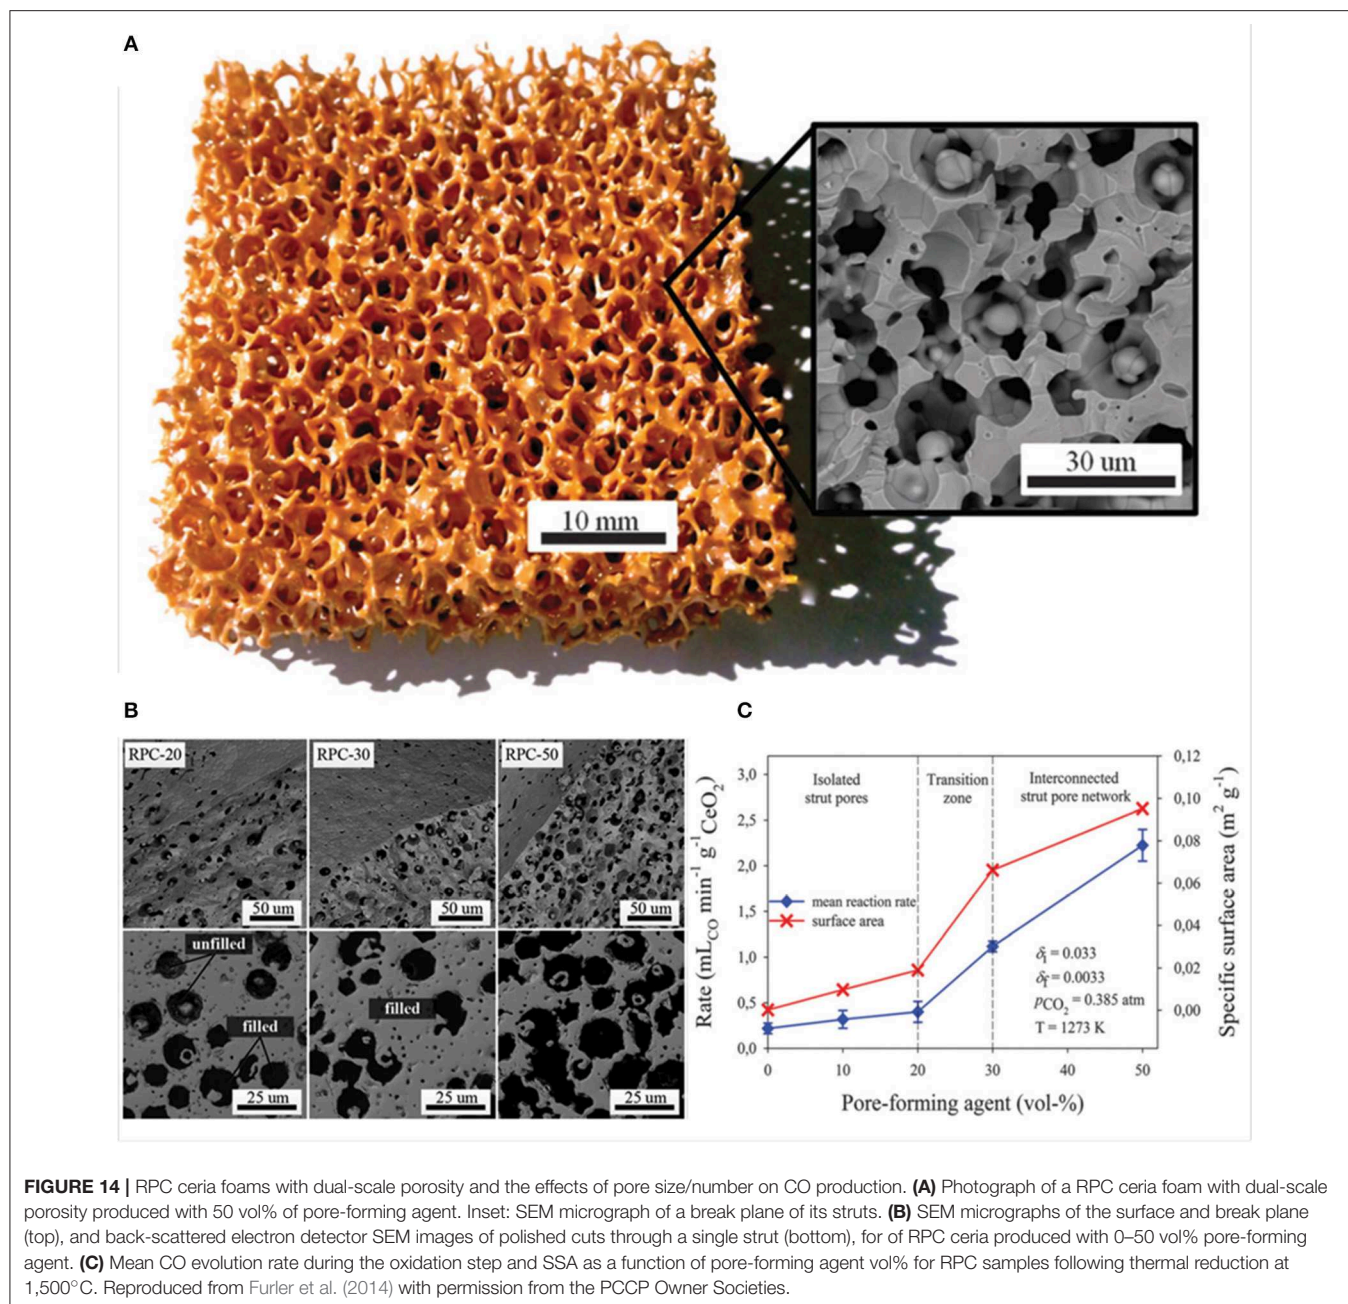 A
30 um
10 mm
B
RPC-20
RPC-30
RPC-50
50 um
50 um
50 um
unfilled
filled
filled
25 um
25 um
25 um
C
Rate (mL_CO min^-1 g^-1 CeO_2)
3,0
2,5
2,0
1,5
1,0
0,5
0,0
Isolated
strut pores
Transition
zone
Interconnected
strut pore network
mean reaction rate
surface area
δ_i = 0.033
δ_f = 0.0033
p_CO_2 = 0.385 atm
T = 1273 K
0,12
0,10
0,08
0,06
0,04
0,02
0,00
Specific surface area (m^2 g^-1)
0 10 20 30 40 50
Pore-forming agent (vol-%)
FIGURE 14 | RPC ceria foams with dual-scale porosity and the effects of pore size/number on CO production. (A) Photograph of a RPC ceria foam with dual-scale
porosity produced with 50 vol% of pore-forming agent. Inset: SEM micrograph of a break plane of its struts. (B) SEM micrographs of the surface and break plane
(top), and back-scattered electron detector SEM images of polished cuts through a single strut (bottom), for of RPC ceria produced with 0–50 vol% pore-forming
agent. (C) Mean CO evolution rate during the oxidation step and SSA as a function of pore-forming agent vol% for RPC samples following thermal reduction at
1,500°C. Reproduced from Furler et al. (2014) with permission from the PCCP Owner Societies.